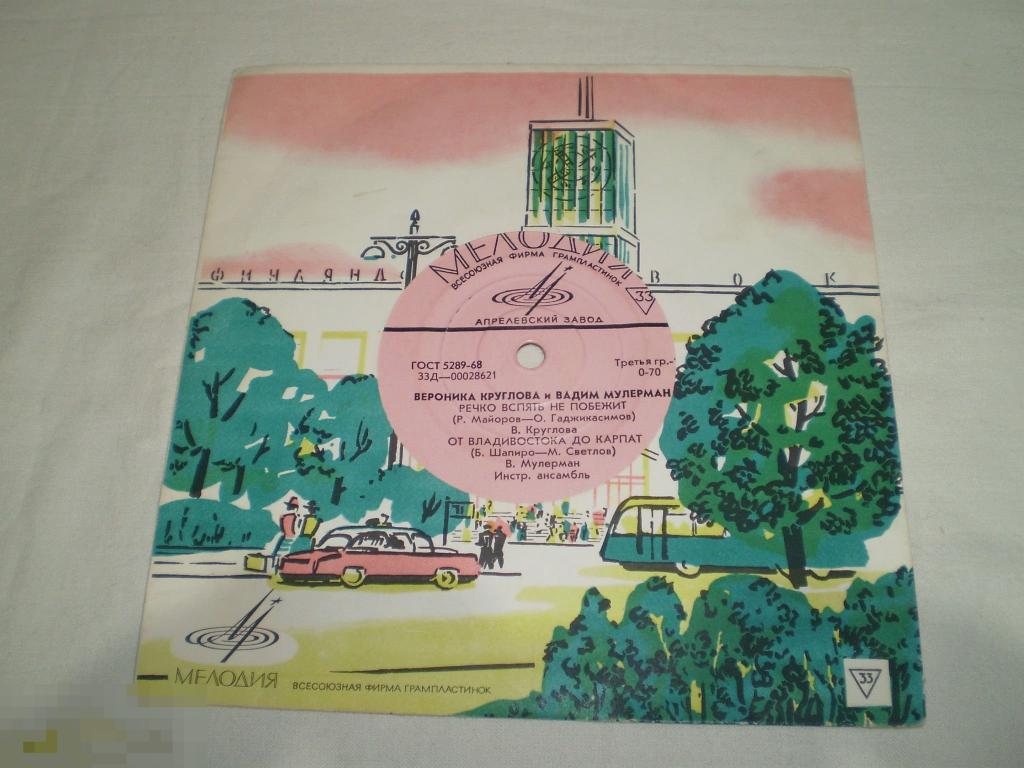 ФИНЛЯНД ВОК
МЕЛОДИЯ
ВСЕСОЮЗНАЯ ФИРМА ГРАМПЛАСТИНОК
33
АПРЕЛЕВСКИЙ ЗАВОД
ГОСТ 5289-68 Третья гр.-
33Д—00028621 0-70
ВЕРОНИКА КРУГЛОВА и ВАДИМ МУЛЕРМАН
РЕЧКО ВСПЯТЬ НЕ ПОБЕЖИТ
(Р. Майоров—О. Гаджикасимов)
В. Круглова
ОТ ВЛАДИВОСТОКА ДО КАРПАТ
(Б. Шапиро—М. Светлов)
В. Мулерман
Инстр. ансамбль
МЕЛОДИЯ ВСЕСОЮЗНАЯ ФИРМА ГРАМПЛАСТИНОК
33